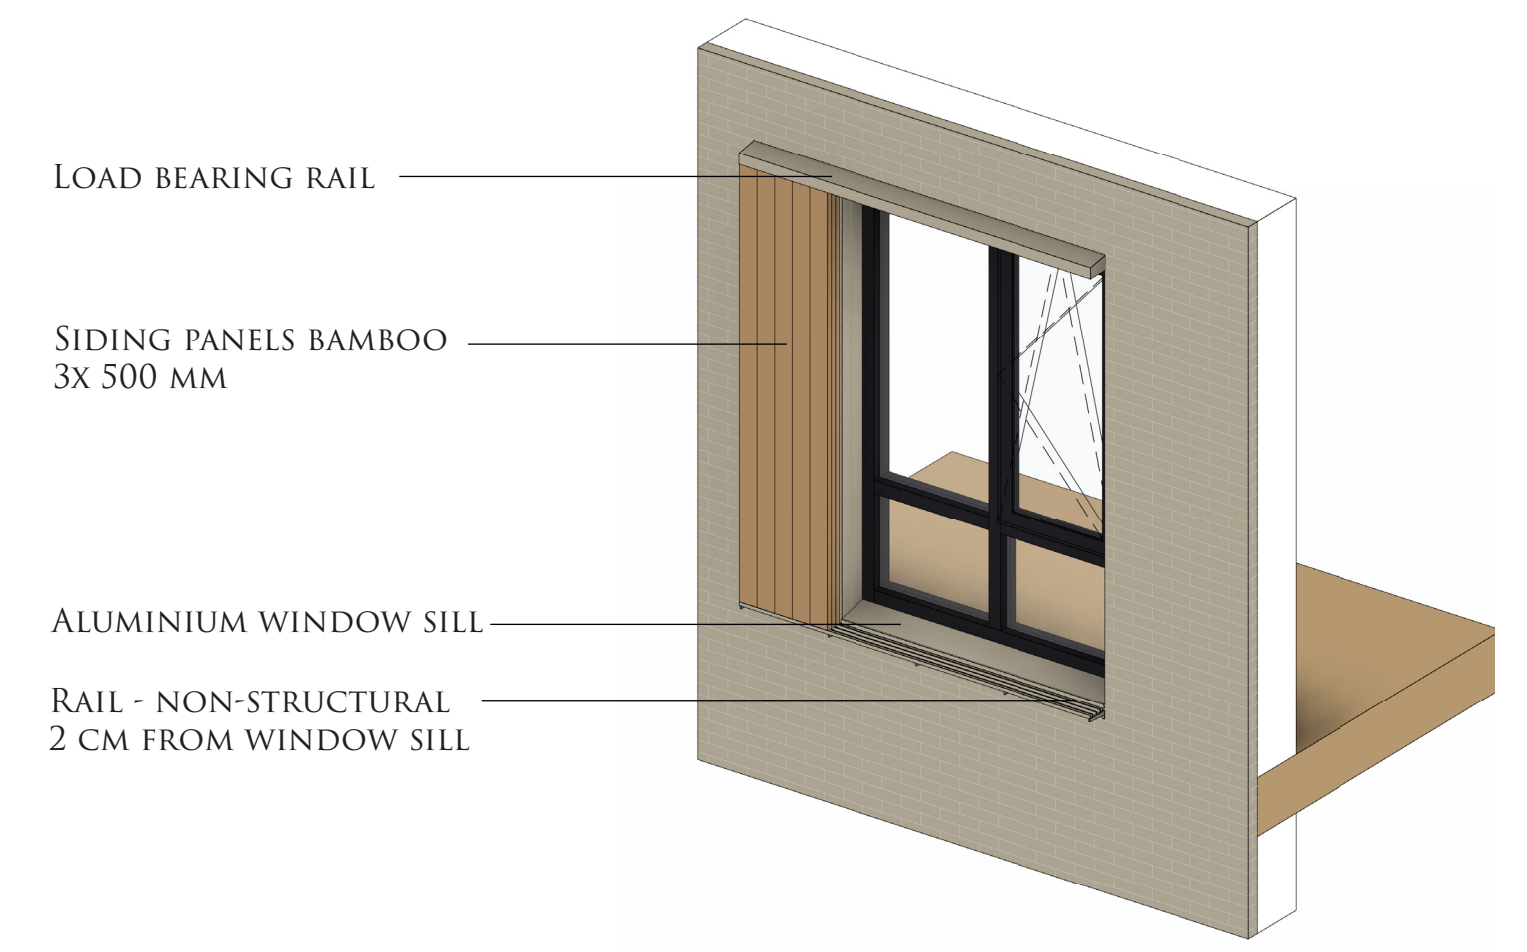 Load bearing rail
Siding panels bamboo
3x 500 mm
Aluminium window sill
Rail - non-structural
2 cm from window sill